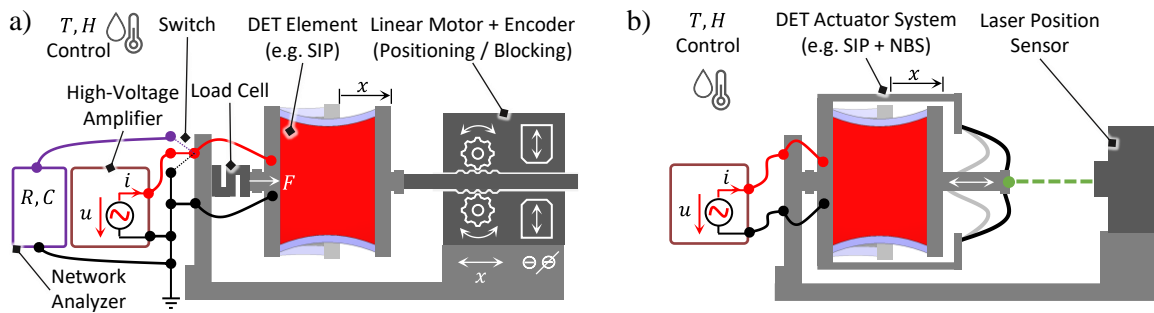 a)
T, H
Control
Switch
DET Element
(e.g. SIP)
Linear Motor + Encoder
(Positioning / Blocking)
High-Voltage
Amplifier
Load Cell
x
R, C
i
u
F
x
Network
Analyzer
b)
T, H
Control
DET Actuator System
(e.g. SIP + NBS)
Laser Position
Sensor
x
i
u